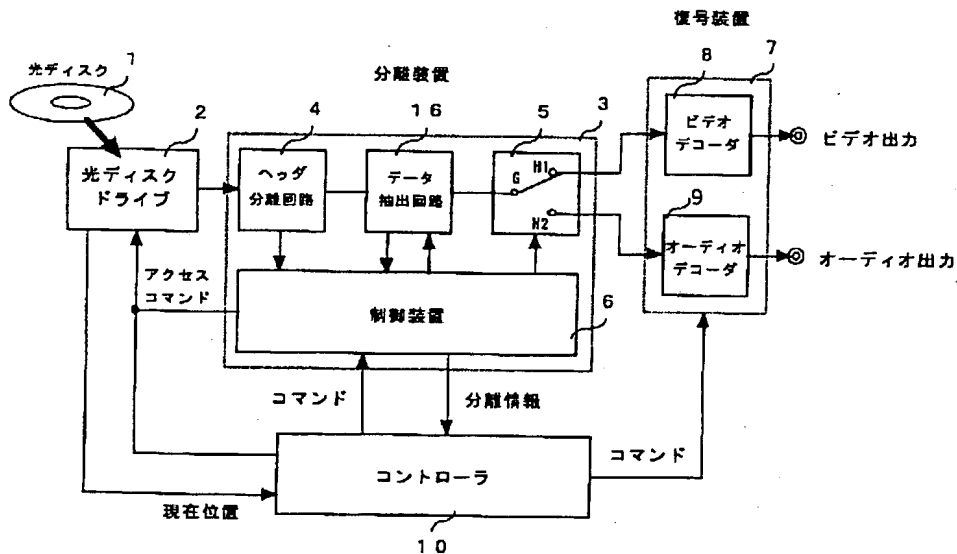 復号装置
光ディスク
1
分離装置
8
7
2
4
16
5
3
ビデオ
デコーダ
ビデオ出力
光ディスク
ドライブ
ヘッダ
分離回路
データ
抽出回路
G
H1
H2
9
オーディオ
デコーダ
オーディオ出力
アクセス
コマンド
制御装置
6
コマンド
分離情報
コマンド
コントローラ
現在位置
10